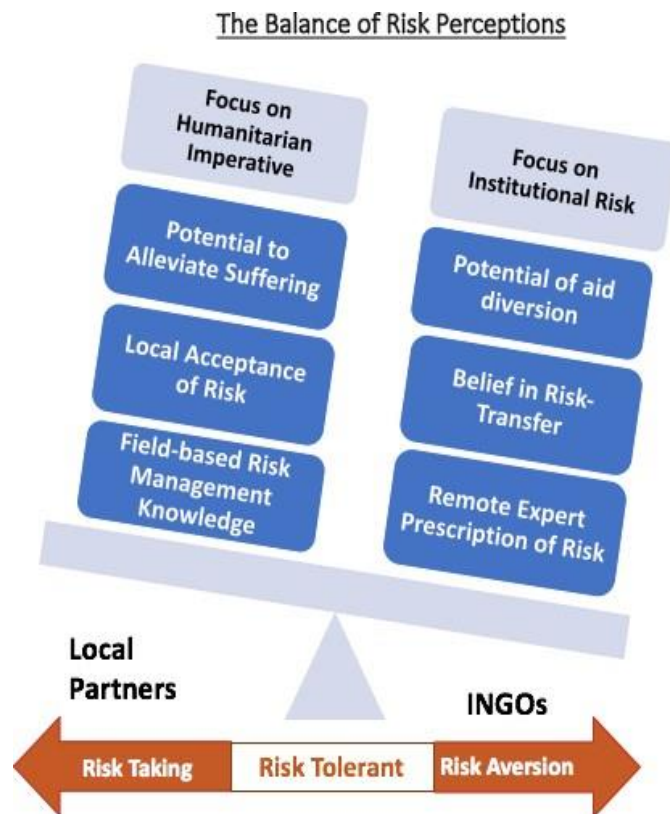 The Balance of Risk Perceptions
Focus on
Humanitarian
Imperative
Potential to
Alleviate Suffering
Local Acceptance
of Risk
Field-based Risk
Management
Knowledge
Focus on
Institutional Risk
Potential of aid
diversion
Belief in Risk-
Transfer
Remote Expert
Prescription of Risk
Local
Partners
INGOs
Risk Taking
Risk Tolerant
Risk Aversion